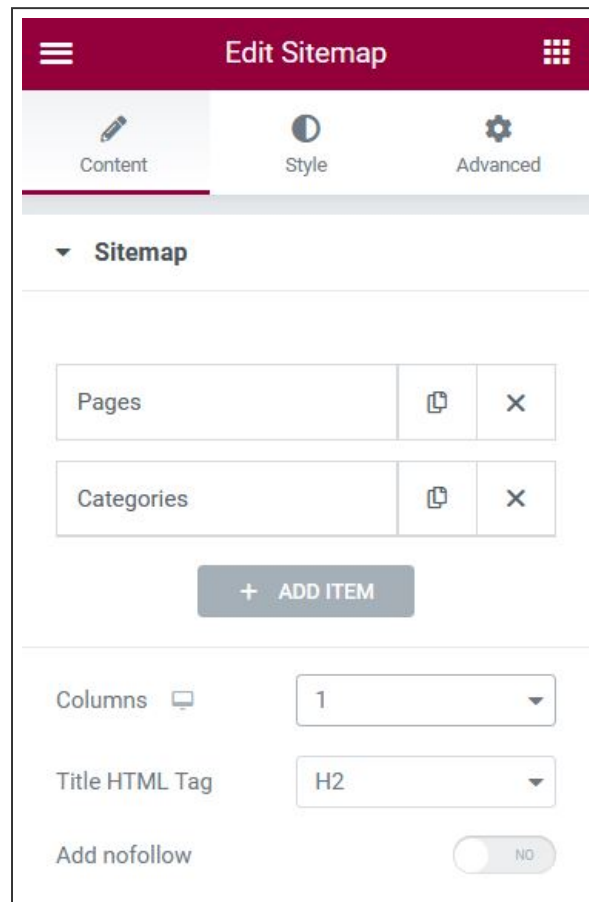 Edit Sitemap
Content Style Advanced
Sitemap
Pages
Categories
+ ADD ITEM
Columns 1
Title HTML Tag H2
Add nofollow NO